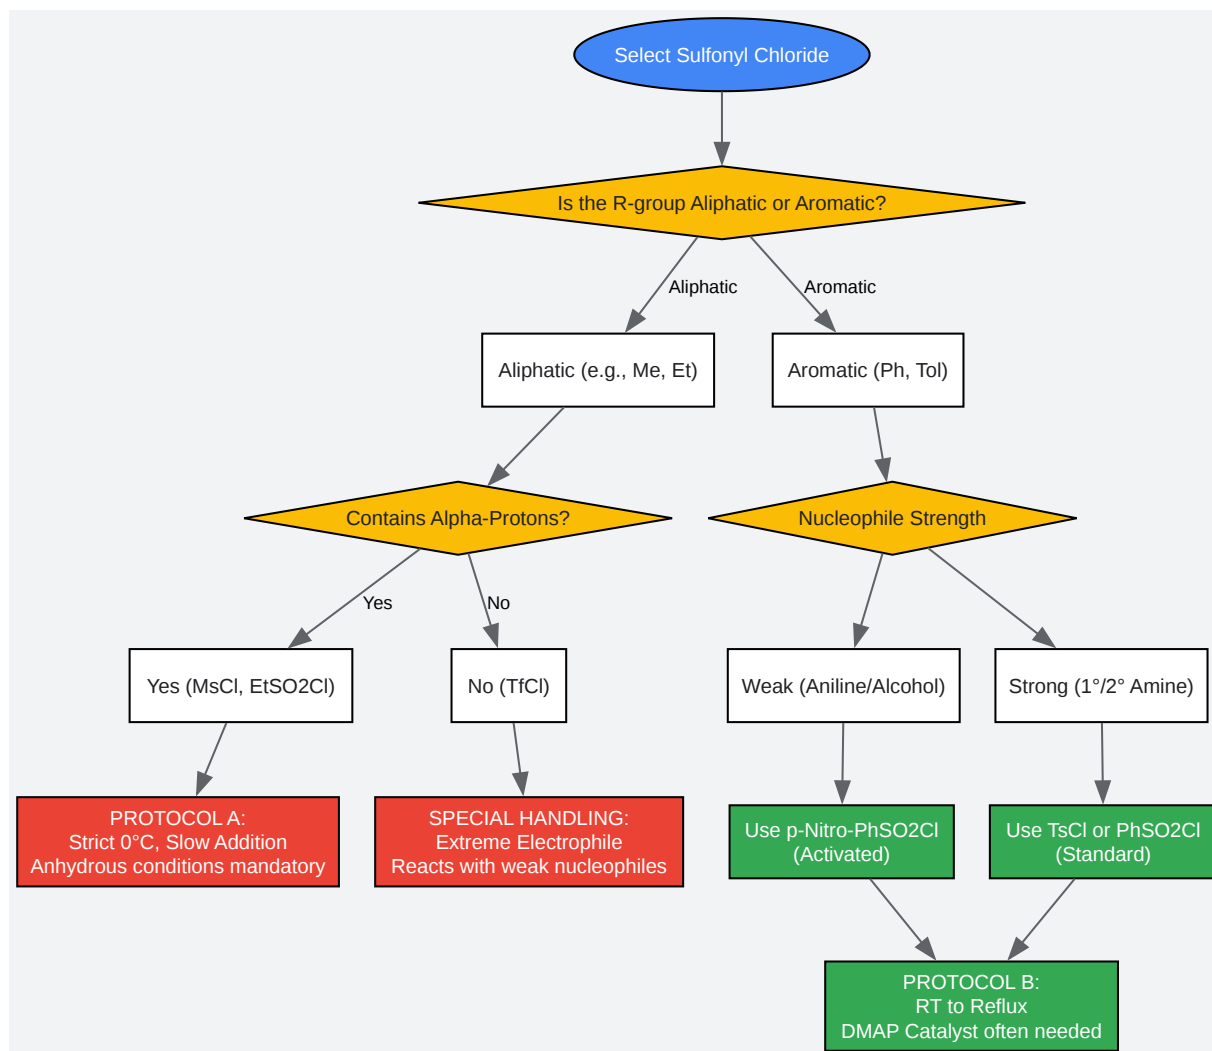 Select Sulfonyl Chloride
Is the R-group Aliphatic or Aromatic?
Aliphatic
Aromatic
Aliphatic (e.g., Me, Et)
Aromatic (Ph, Tol)
Contains Alpha-Protons?
Nucleophile Strength
Yes
No
Yes (MsCl, EtSO2Cl)
No (TfCl)
Weak (Aniline/Alcohol)
Strong (1°/2° Amine)
PROTOCOL A:
Strict 0°C, Slow Addition
Anhydrous conditions mandatory
SPECIAL HANDLING:
Extreme Electrophile
Reacts with weak nucleophiles
Use p-Nitro-PhSO2Cl
(Activated)
Use TsCl or PhSO2Cl
(Standard)
PROTOCOL B:
RT to Reflux
DMAP Catalyst often needed